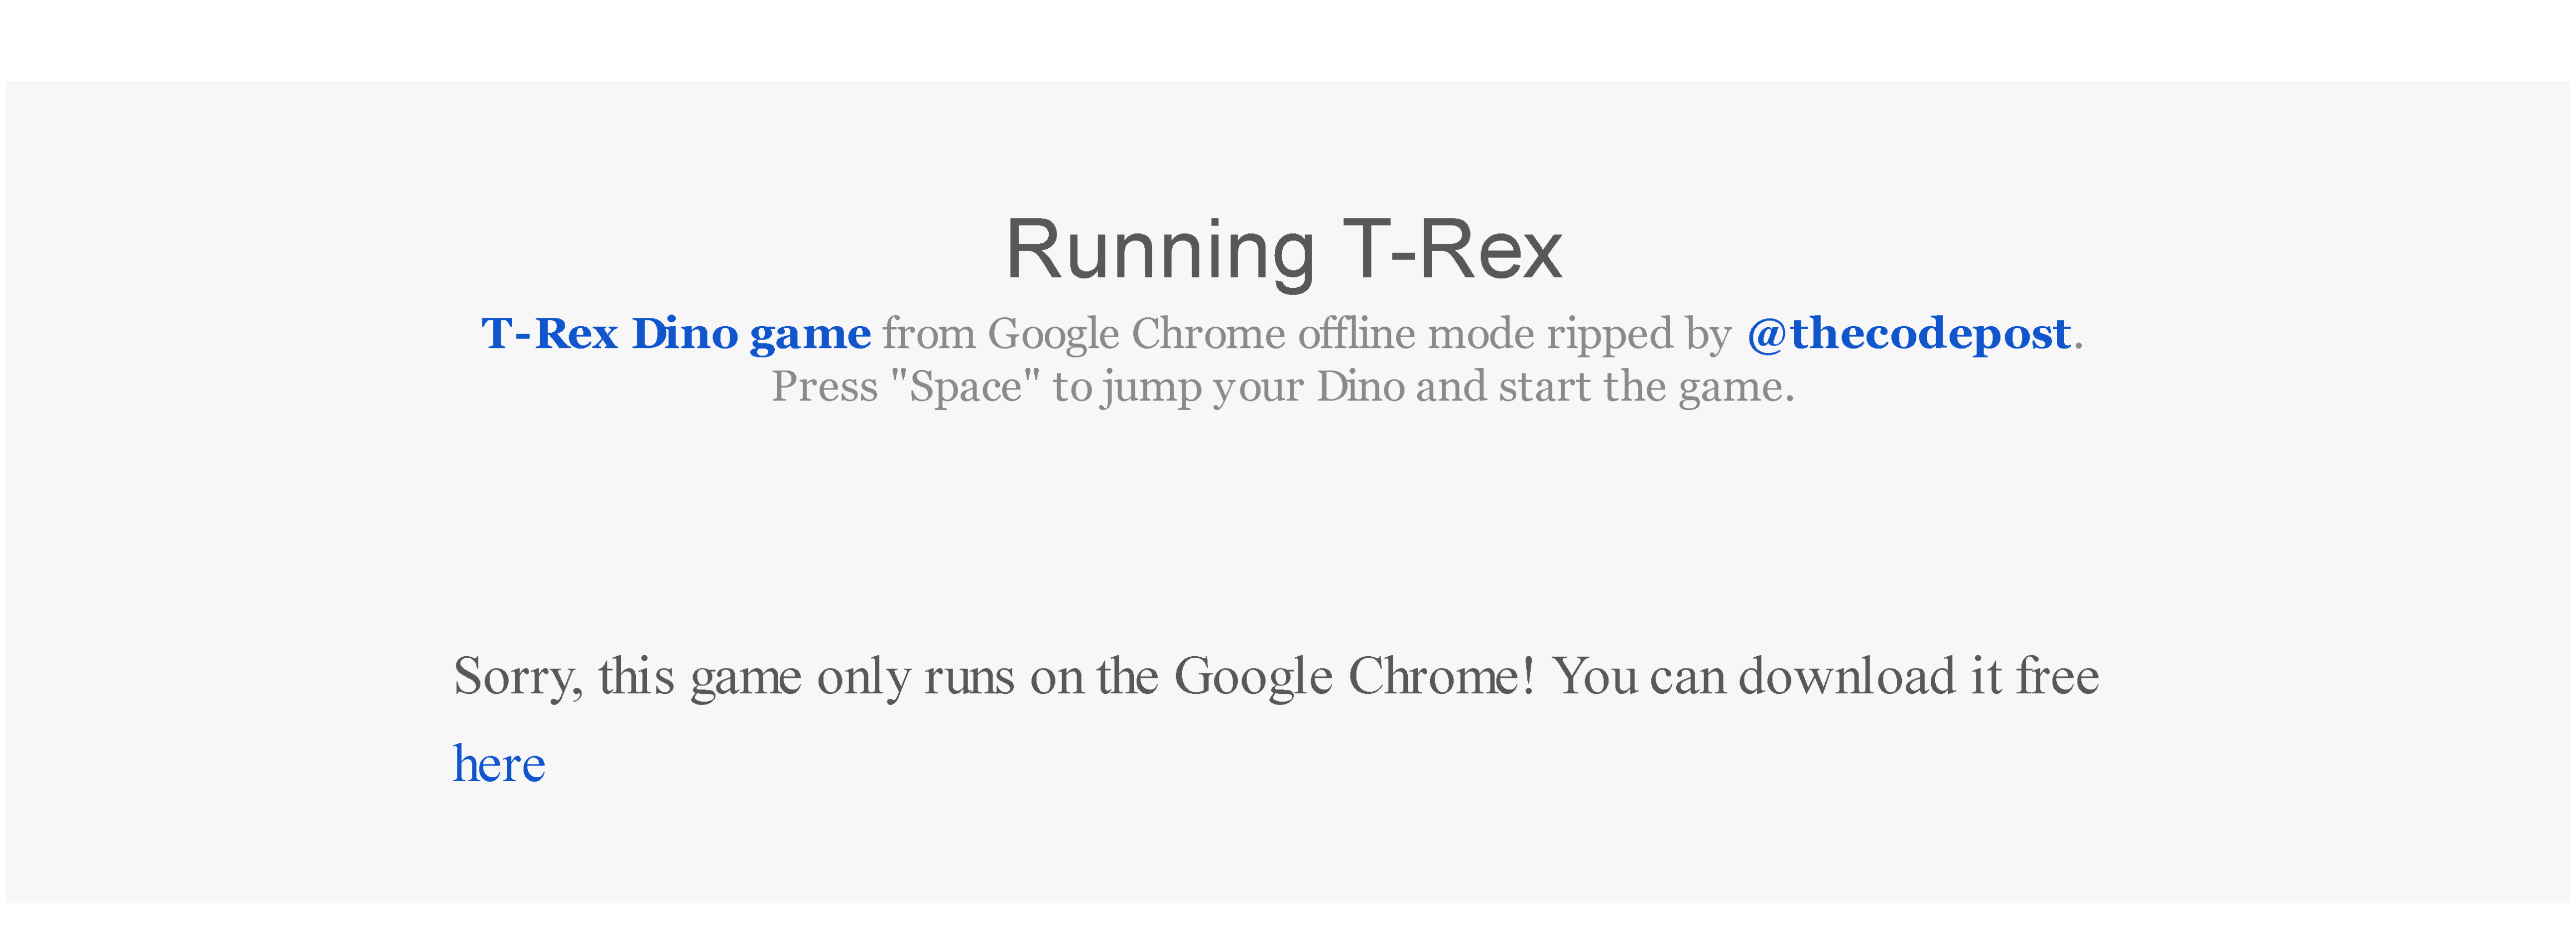 Running T-Rex
T-Rex Dino game from Google Chrome offline mode ripped by @thecodepost.
Press "Space" to jump your Dino and start the game.
Sorry, this game only runs on the Google Chrome! You can download it free
here